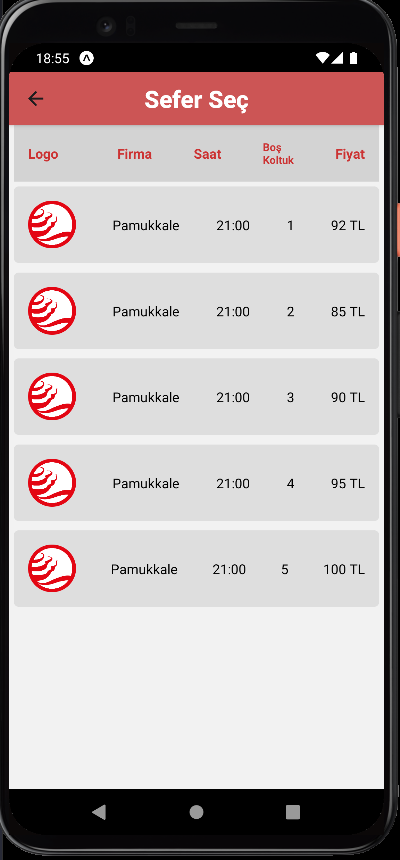 18:55
Sefer Seç
Logo Firma Saat Boş Koltuk Fiyat
Pamukkale 21:00 1 92 TL
Pamukkale 21:00 2 85 TL
Pamukkale 21:00 3 90 TL
Pamukkale 21:00 4 95 TL
Pamukkale 21:00 5 100 TL